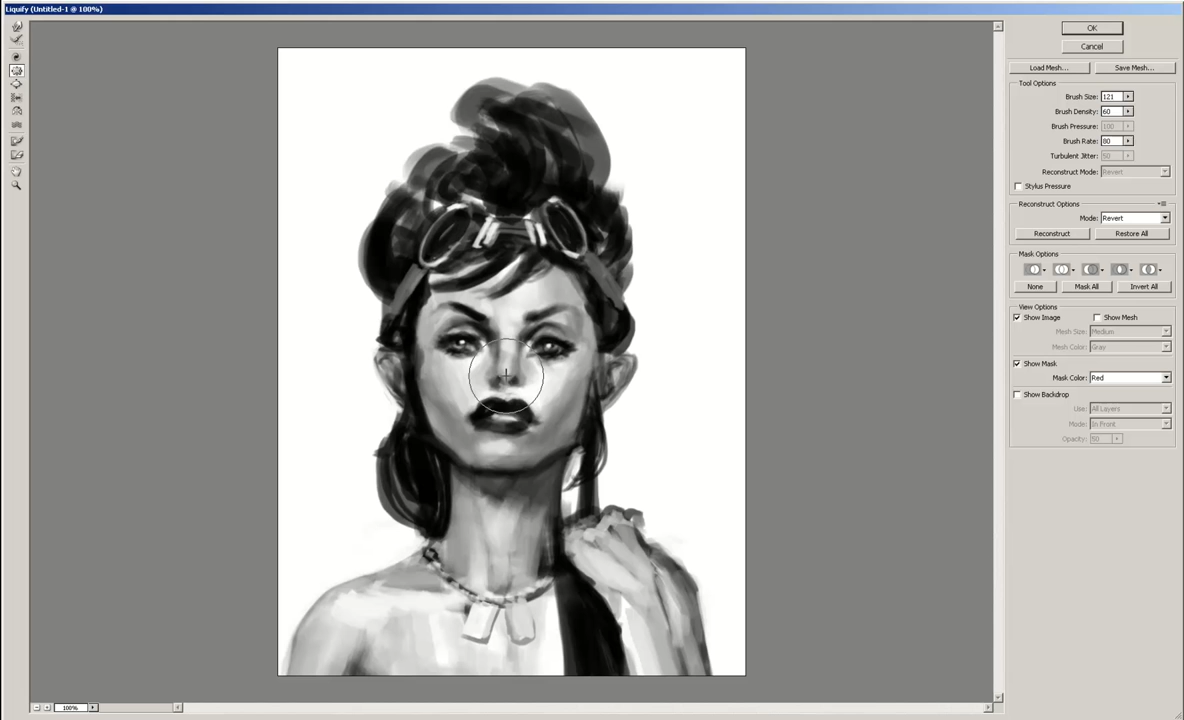 Liquify (Untitled-1 @ 100%)
OK
Cancel
Load Mesh...
Save Mesh...
Tool Options
Brush Size: 121
Brush Density: 60
Brush Pressure: 100
Brush Rate: 80
Turbulent Jitter: 50
Reconstruct Mode: Revert
Stylus Pressure
Reconstruct Options
Mode: Revert
Reconstruct
Restore All
Mask Options
None
Mask All
Invert All
View Options
Show Image
Show Mesh
Mesh Size: Medium
Mesh Color: Gray
Show Mask
Mask Color: Red
Show Backdrop
Use: All Layers
Mode: In Front
Opacity: 50
100%